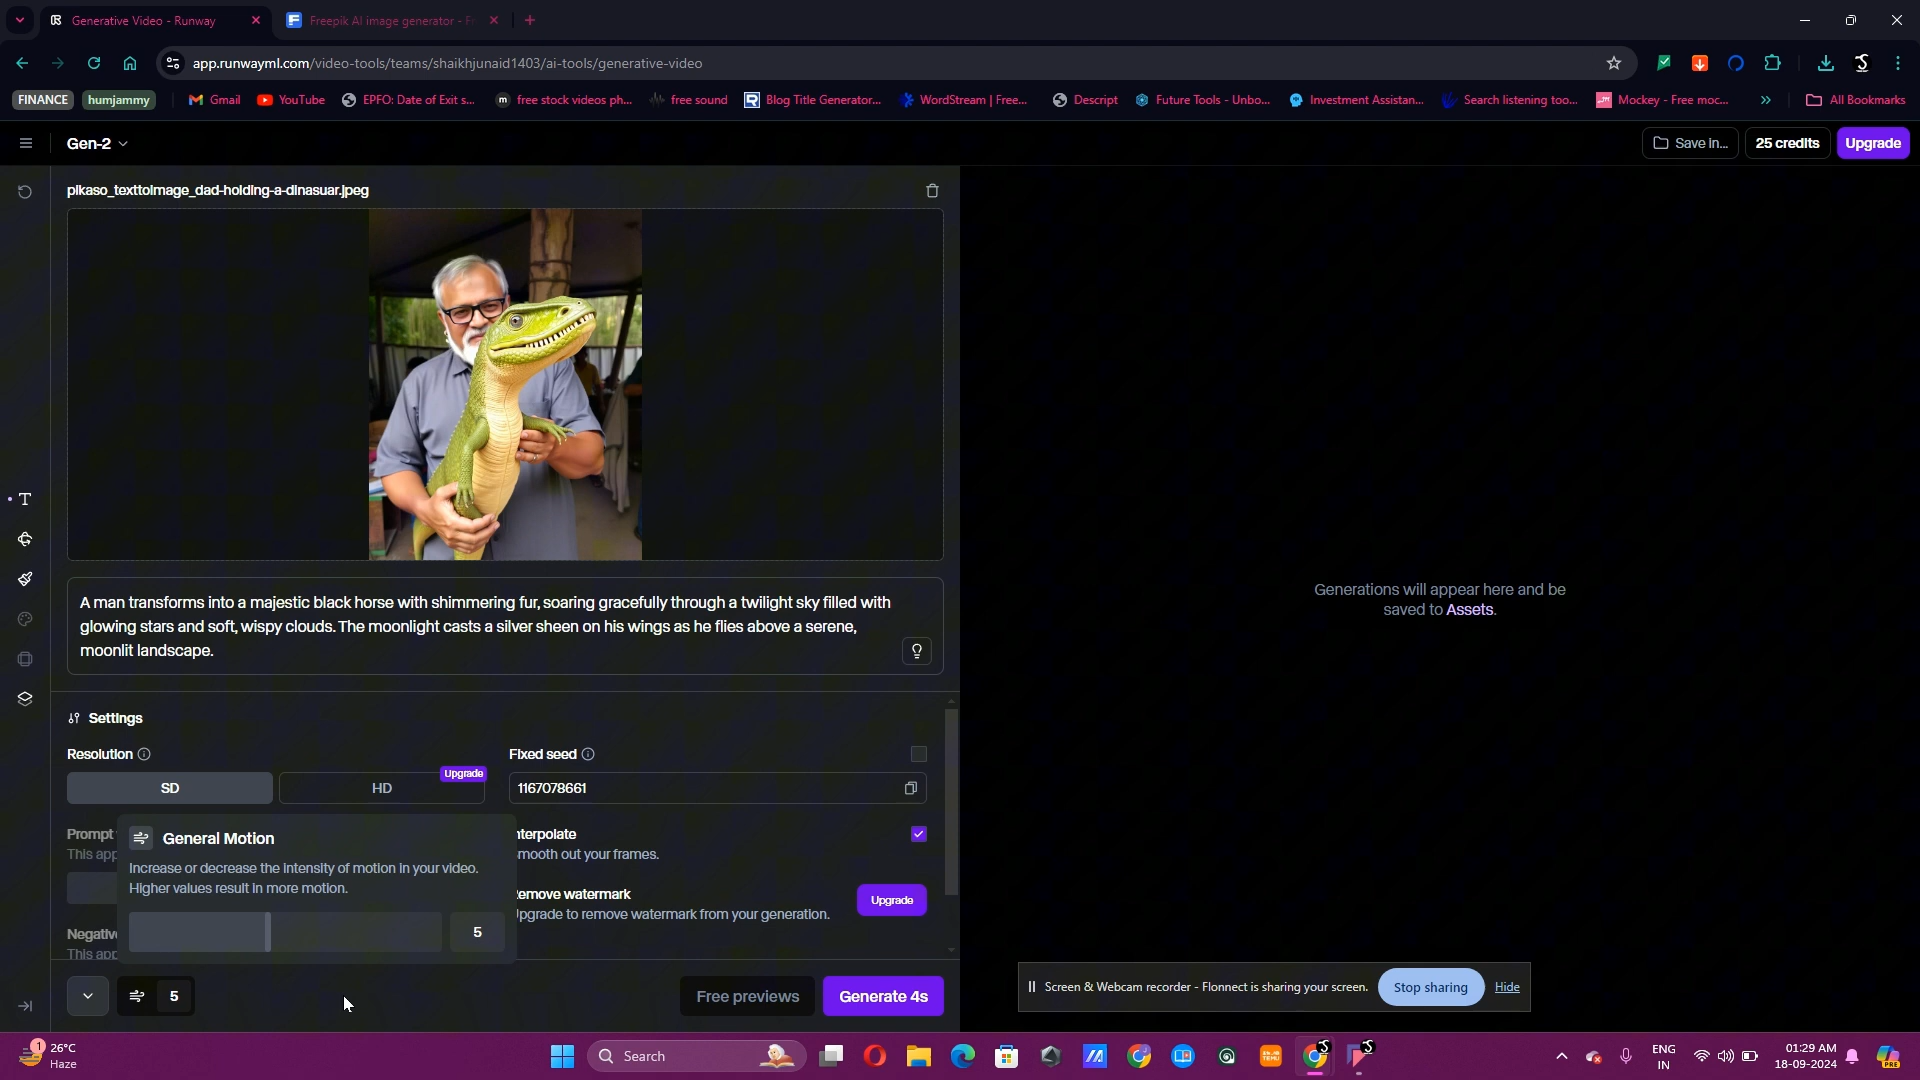 Generative Video - Runway
Freepik AI image generator - F
app.runwayml.com/video-tools/teams/shaikhjunaid1403/ai-tools/generative-video
FINANCE
humjammy
Gmail
YouTube
EPFO: Date of Exit s...
free stock videos ph...
free sound
Blog Title Generator...
WordStream | Free...
Descript
Future Tools - Unbo...
Investment Assistan...
Search listening too...
Mockey - Free moc...
All Bookmarks
Gen-2
Save in...
25 credits
Upgrade
pikaso_texttoimage_dad-holding-a-dinasuar.jpeg
A man transforms into a majestic black horse with shimmering fur, soaring gracefully through a twilight sky filled with
glowing stars and soft, wispy clouds. The moonlight casts a silver sheen on his wings as he flies above a serene,
moonlit landscape.
Generations will appear here and be
saved to Assets.
Settings
Resolution
SD
HD
Upgrade
Fixed seed
1167078661
Prompt
This app
General Motion
Increase or decrease the intensity of motion in your video.
Higher values result in more motion.
5
nterpolate
mooth out your frames.
emove watermark
pgrade to remove watermark from your generation.
Upgrade
Negativ
This app
5
Free previews
Generate 4s
Screen & Webcam recorder - Flonnect is sharing your screen.
Stop sharing
Hide
1
26°C
Haze
Search
ENG
IN
01:29 AM
18-09-2024